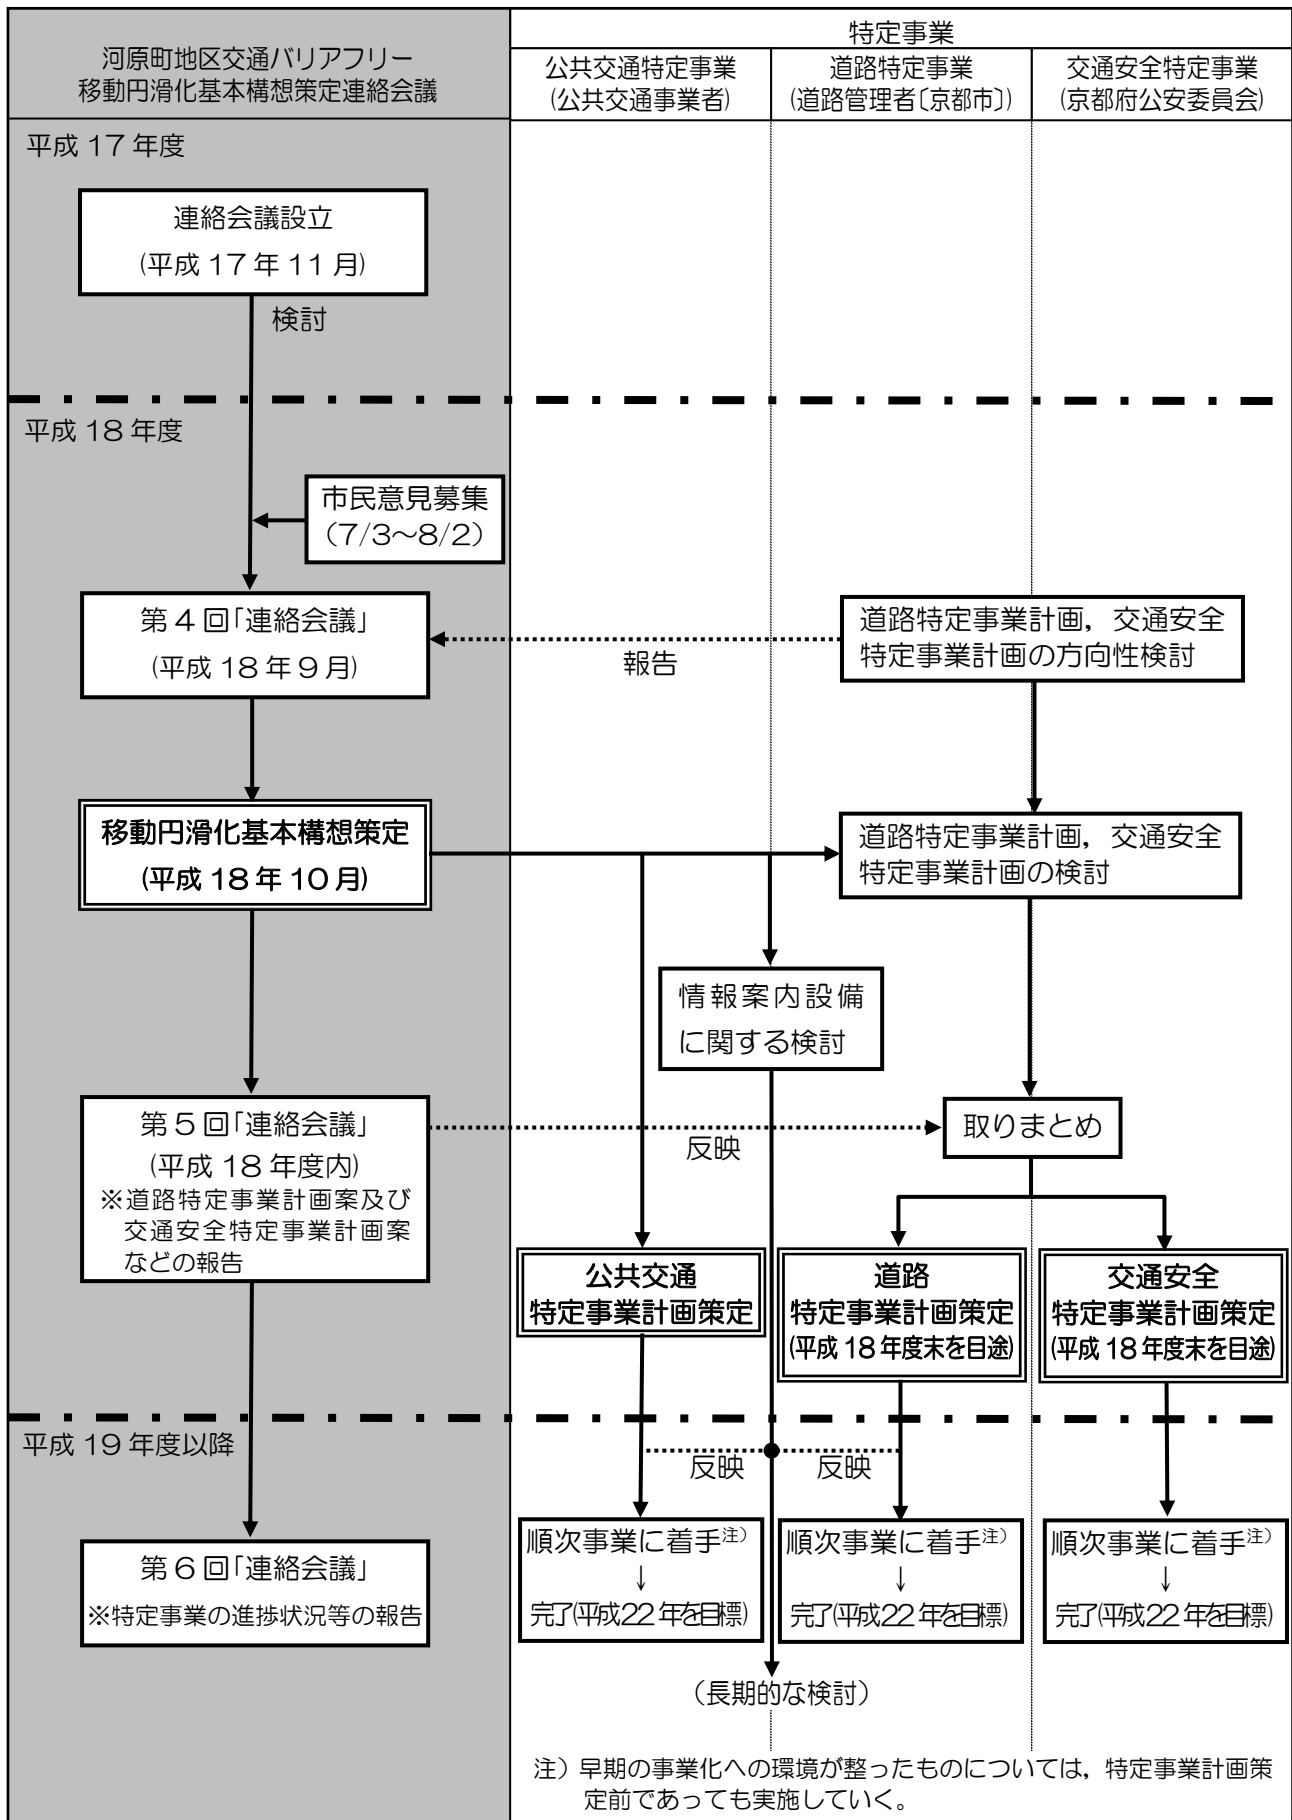 河原町地区交通バリアフリー
移動円滑化基本構想策定連絡会議
特定事業
公共交通特定事業
(公共交通事業者)
道路特定事業
(道路管理者〔京都市〕)
交通安全特定事業
(京都府公安委員会)
平成 17 年度
連絡会議設立
(平成 17 年 11 月)
検討
平成 18 年度
市民意見募集
(7/3〜8/2)
第 4 回「連絡会議」
(平成 18 年 9 月)
報告
道路特定事業計画，交通安全
特定事業計画の方向性検討
移動円滑化基本構想策定
(平成 18 年 10 月)
道路特定事業計画，交通安全
特定事業計画の検討
情報案内設備
に関する検討
第 5 回「連絡会議」
(平成 18 年度内)
※道路特定事業計画案及び
交通安全特定事業計画案
などの報告
反映
取りまとめ
公共交通
特定事業計画策定
道路
特定事業計画策定
(平成 18 年度末を目途)
交通安全
特定事業計画策定
(平成 18 年度末を目途)
平成 19 年度以降
反映
反映
第 6 回「連絡会議」
※特定事業の進捗状況等の報告
順次事業に着手注）
↓
完了(平成22 年を目標)
順次事業に着手注）
↓
完了(平成22 年を目標)
順次事業に着手注）
↓
完了(平成22 年を目標)
（長期的な検討）
注）早期の事業化への環境が整ったものについては，特定事業計画策
定前であっても実施していく。